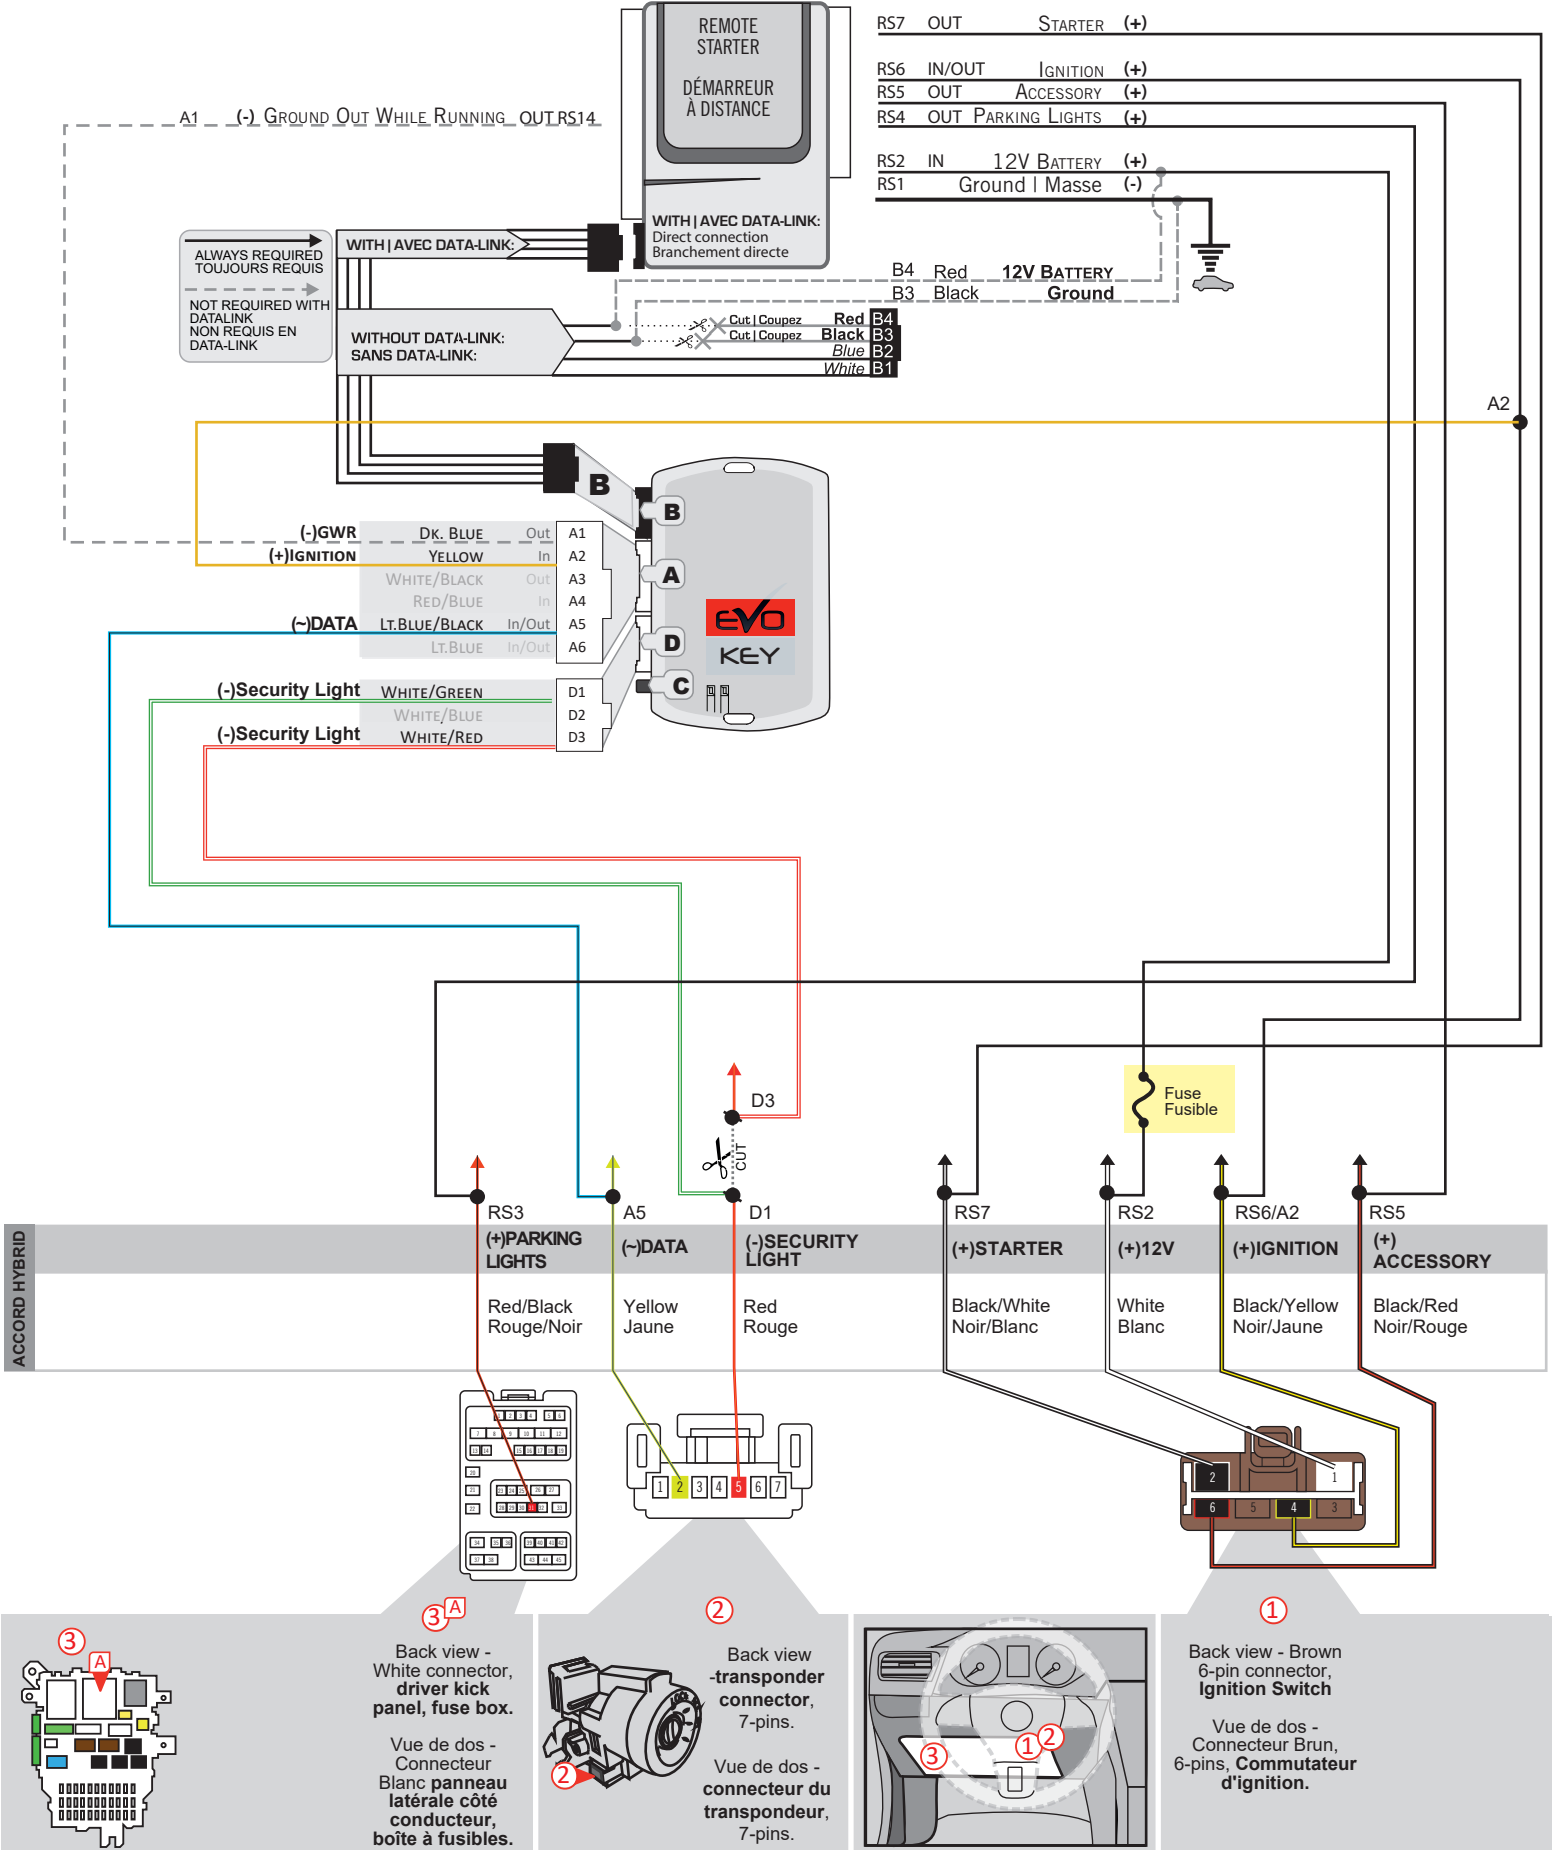 REMOTE
STARTER
DÉMARREUR
À DISTANCE
RS7 OUT STARTER (+)
RS6 IN/OUT IGNITION (+)
RS5 OUT ACCESSORY (+)
RS4 OUT PARKING LIGHTS (+)
RS2 IN 12V BATTERY (+)
RS1 Ground | Masse (-)
A1 (-) GROUND OUT WHILE RUNNING OUT RS14
WITH | AVEC DATA-LINK:
Direct connection
Branchement directe
WITH | AVEC DATA-LINK:
ALWAYS REQUIRED
TOUJOURS REQUIS
NOT REQUIRED WITH
DATALINK
NON REQUIS EN
DATA-LINK
B4 Red 12V BATTERY
B3 Black Ground
WITHOUT DATA-LINK:
SANS DATA-LINK:
Cut | Coupez Red B4
Cut | Coupez Black B3
Blue B2
White B1
A2
B
B
A
D
C
EVO
KEY
(-)GWR DK. BLUE Out A1
(+)IGNITION YELLOW In A2
WHITE/BLACK Out A3
RED/BLUE In A4
(~)DATA LT.BLUE/BLACK In/Out A5
LT.BLUE In/Out A6
(-)Security Light WHITE/GREEN D1
WHITE/BLUE D2
(-)Security Light WHITE/RED D3
D3
CUT
Fuse
Fusible
RS3 A5 D1 RS7 RS2 RS6/A2 RS5
ACCORD HYBRID
(+)PARKING
LIGHTS
(~)DATA
(-)SECURITY
LIGHT
(+)STARTER
(+)12V
(+)IGNITION
(+)
ACCESSORY
Red/Black
Rouge/Noir
Yellow
Jaune
Red
Rouge
Black/White
Noir/Blanc
White
Blanc
Black/Yellow
Noir/Jaune
Black/Red
Noir/Rouge
1 2 3 4 5 6 7
2 1
6 5 4 3
3 A
3 A
Back view -
White connector,
driver kick
panel, fuse box.
Vue de dos -
Connecteur
Blanc panneau
latérale côté
conducteur,
boîte à fusibles.
2
2
Back view
-transponder
connector,
7-pins.
Vue de dos -
connecteur du
transpondeur,
7-pins.
3 1 2
1
Back view - Brown
6-pin connector,
Ignition Switch
Vue de dos -
Connecteur Brun,
6-pins, Commutateur
d'ignition.